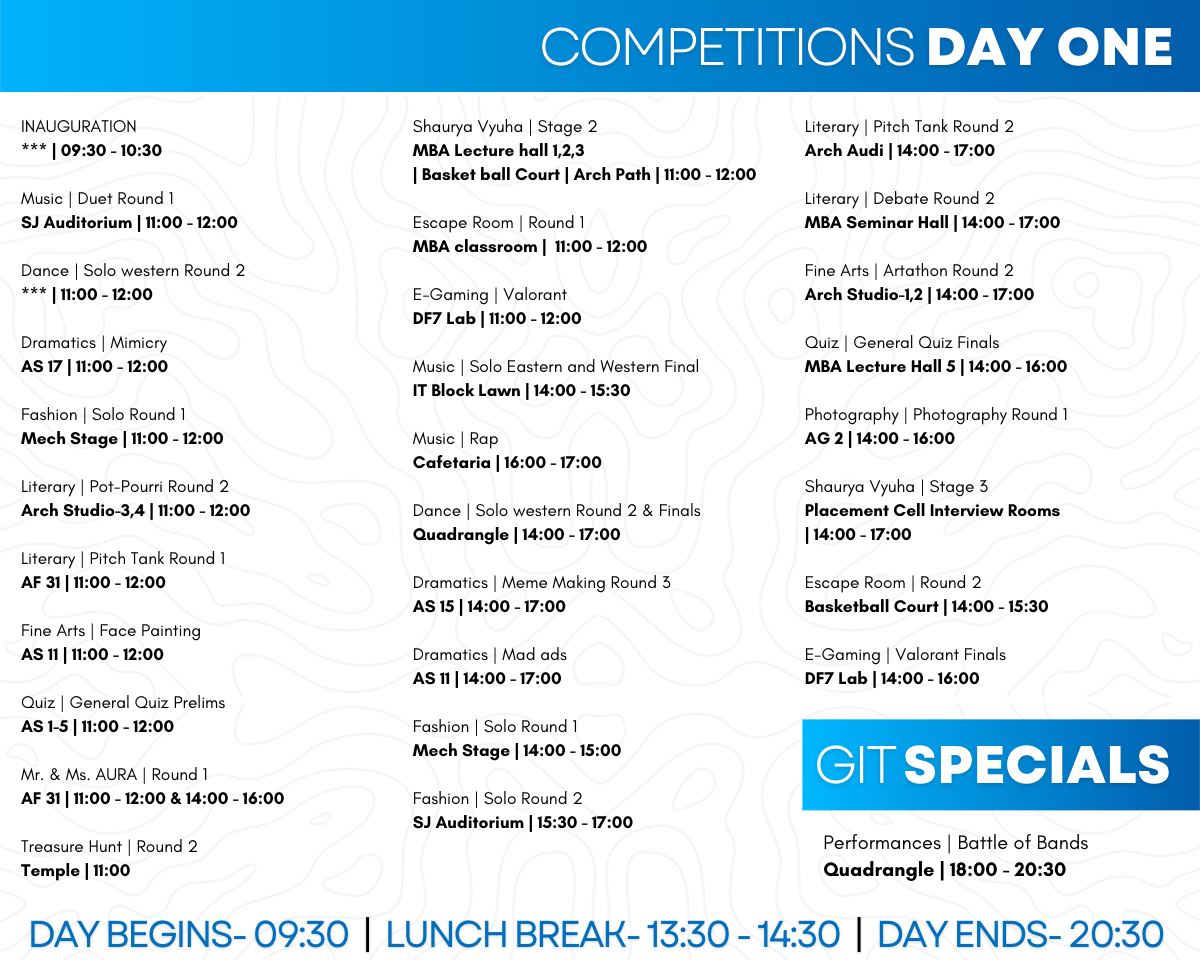 COMPETITIONS DAY ONE
INAUGURATION
*** | 09:30 - 10:30
Music | Duet Round 1
SJ Auditorium | 11:00 - 12:00
Dance | Solo western Round 2
*** | 11:00 - 12:00
Dramatics | Mimicry
AS 17 | 11:00 - 12:00
Fashion | Solo Round 1
Mech Stage | 11:00 - 12:00
Literary | Pot-Pourri Round 2
Arch Studio-3,4 | 11:00 - 12:00
Literary | Pitch Tank Round 1
AF 31 | 11:00 - 12:00
Fine Arts | Face Painting
AS 11 | 11:00 - 12:00
Quiz | General Quiz Prelims
AS 1-5 | 11:00 - 12:00
Mr. & Ms. AURA | Round 1
AF 31 | 11:00 - 12:00 & 14:00 - 16:00
Treasure Hunt | Round 2
Temple | 11:00
Shaurya Vyuha | Stage 2
MBA Lecture hall 1,2,3
| Basket ball Court | Arch Path | 11:00 - 12:00
Escape Room | Round 1
MBA classroom | 11:00 - 12:00
E-Gaming | Valorant
DF7 Lab | 11:00 - 12:00
Music | Solo Eastern and Western Final
IT Block Lawn | 14:00 - 15:30
Music | Rap
Cafetaria | 16:00 - 17:00
Dance | Solo western Round 2 & Finals
Quadrangle | 14:00 - 17:00
Dramatics | Meme Making Round 3
AS 15 | 14:00 - 17:00
Dramatics | Mad ads
AS 11 | 14:00 - 17:00
Fashion | Solo Round 1
Mech Stage | 14:00 - 15:00
Fashion | Solo Round 2
SJ Auditorium | 15:30 - 17:00
Literary | Pitch Tank Round 2
Arch Audi | 14:00 - 17:00
Literary | Debate Round 2
MBA Seminar Hall | 14:00 - 17:00
Fine Arts | Artathon Round 2
Arch Studio-1,2 | 14:00 - 17:00
Quiz | General Quiz Finals
MBA Lecture Hall 5 | 14:00 - 16:00
Photography | Photography Round 1
AG 2 | 14:00 - 16:00
Shaurya Vyuha | Stage 3
Placement Cell Interview Rooms
| 14:00 - 17:00
Escape Room | Round 2
Basketball Court | 14:00 - 15:30
E-Gaming | Valorant Finals
DF7 Lab | 14:00 - 16:00
GIT SPECIALS
Performances | Battle of Bands
Quadrangle | 18:00 - 20:30
DAY BEGINS- 09:30 | LUNCH BREAK- 13:30 - 14:30 | DAY ENDS- 20:30